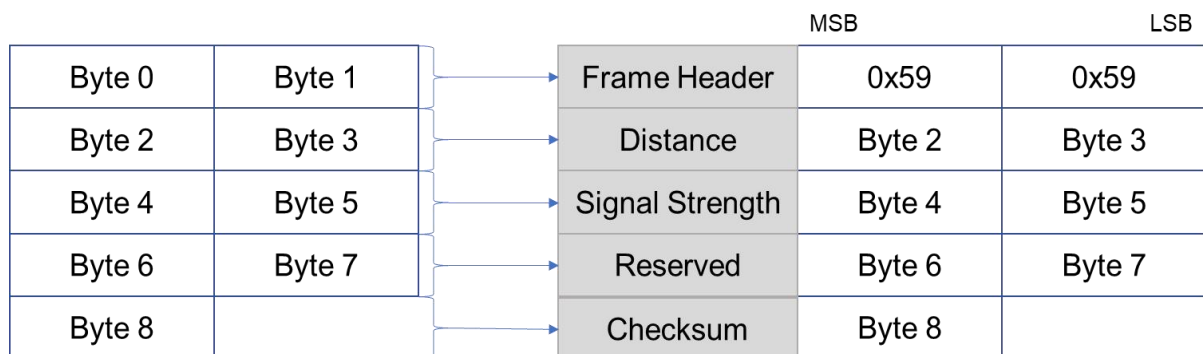 MSB LSB
Byte 0 Byte 1 Frame Header 0x59 0x59
Byte 2 Byte 3 Distance Byte 2 Byte 3
Byte 4 Byte 5 Signal Strength Byte 4 Byte 5
Byte 6 Byte 7 Reserved Byte 6 Byte 7
Byte 8 Checksum Byte 8